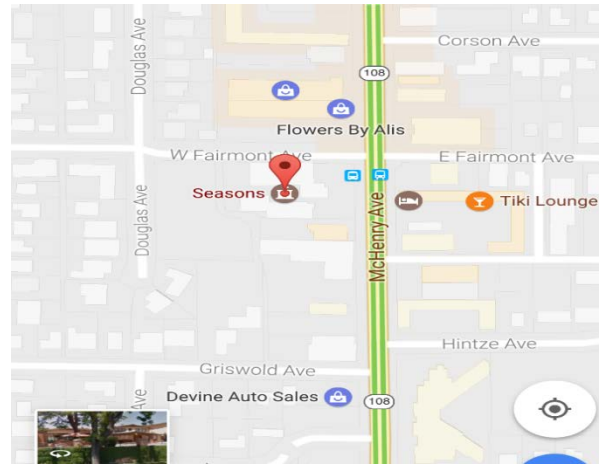 Douglas Ave
Corson Ave
108
Flowers By Alis
W Fairmont Ave
E Fairmont Ave
Seasons
Tiki Lounge
Douglas Ave
McHenry Ave
Hintze Ave
Griswold Ave
Devine Auto Sales
108
Ave